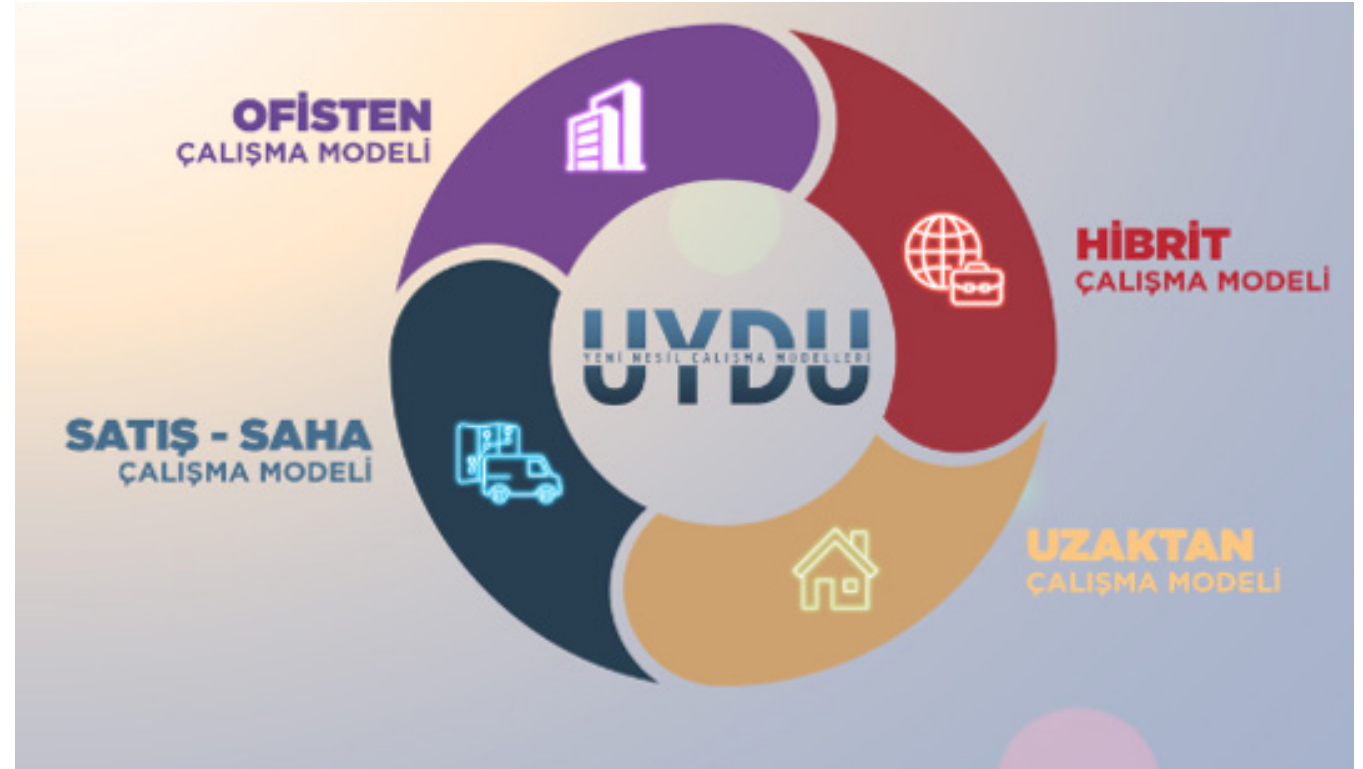 OFİSTEN
ÇALIŞMA MODELİ
HİBRİT
ÇALIŞMA MODELİ
UYDU
YENİ NESİL ÇALIŞMA MODELLERİ
SATIŞ - SAHA
ÇALIŞMA MODELİ
UZAKTAN
ÇALIŞMA MODELİ